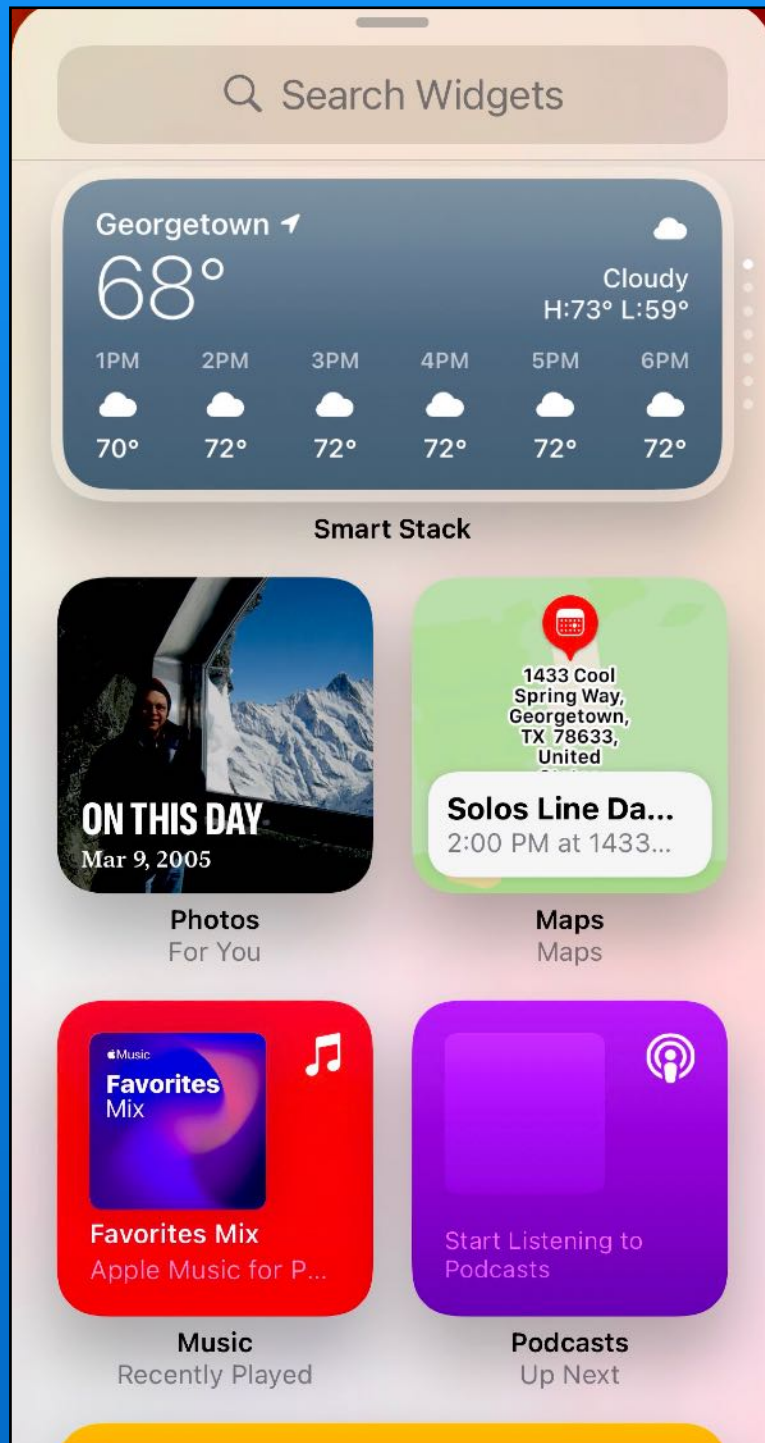 Search Widgets
Georgetown
68°
Cloudy
H:73° L:59°
1PM 2PM 3PM 4PM 5PM 6PM
70° 72° 72° 72° 72° 72°
Smart Stack
ON THIS DAY
Mar 9, 2005
Photos
For You
1433 Cool
Spring Way,
Georgetown,
TX 78633,
United
Solos Line Da...
2:00 PM at 1433...
Maps
Maps
Music
Favorites
Mix
Favorites Mix
Apple Music for P...
Music
Recently Played
Start Listening to
Podcasts
Podcasts
Up Next